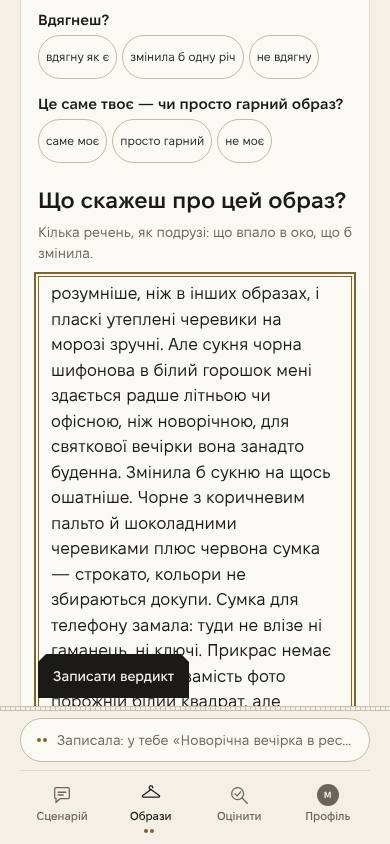 Вдягнеш?
вдягну як є
змінила б одну річ
не вдягну
Це саме твоє — чи просто гарний образ?
саме моє
просто гарний
не моє
Що скажеш про цей образ?
Кілька речень, як подрузі: що впало в око, що б
змінила.
розумніше, ніж в інших образах, і
пласкі утеплені черевики на
морозі зручні. Але сукня чорна
шифонова в білий горошок мені
здається радше літньою чи
офісною, ніж новорічною, для
святкової вечірки вона занадто
буденна. Змінила б сукню на щось
ошатніше. Чорне з коричневим
пальто й шоколадними
черевиками плюс червона сумка
— строкато, кольори не
збираються докупи. Сумка для
телефону замала: туди не влізе ні
гаманець, ні ключі. Прикрас немає
замість фото
порожній білий квадрат, але
Записати вердикт
Записала: у тебе «Новорічна вечірка в рес...
Сценарій
Образи
Оцінити
М
Профіль